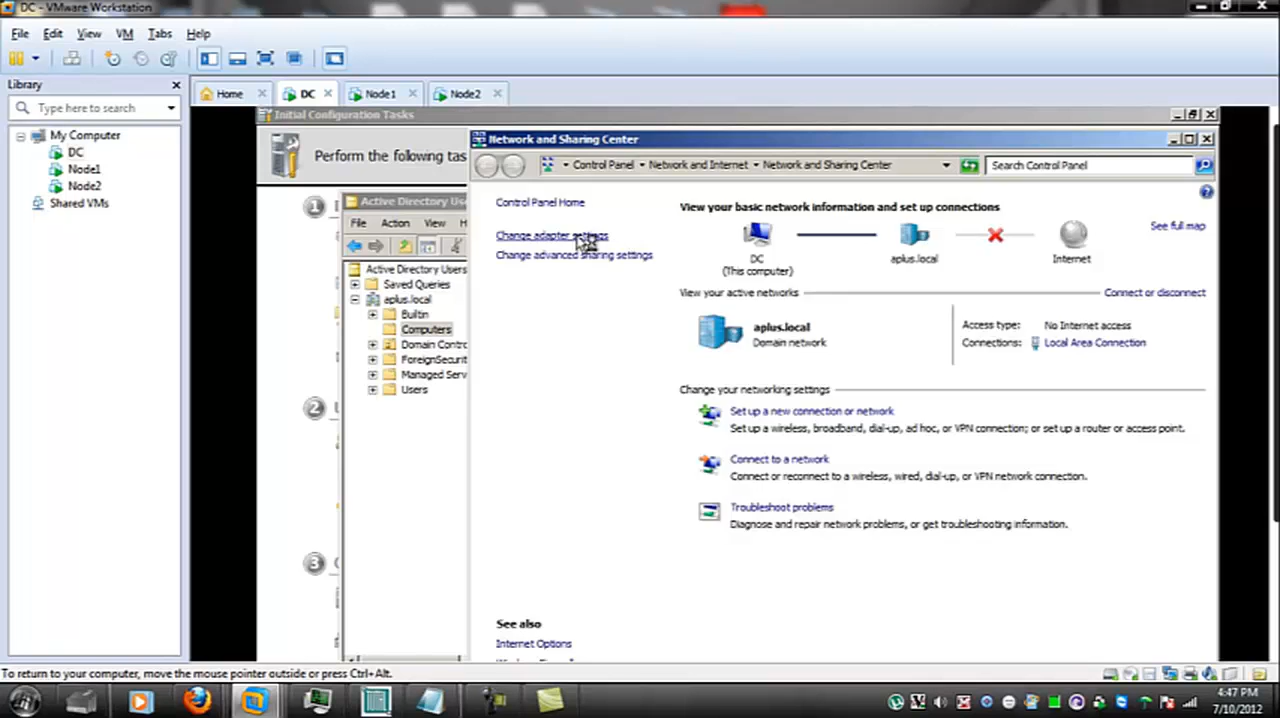 DC - VMware Workstation
File Edit View VM Tabs Help
Library
Type here to search
My Computer
DC
Node1
Node2
Shared VMs
Home DC Node1 Node2
Initial Configuration Tasks
Perform the following tas
1
2
3
Active Directory Use
File Action View H
Active Directory Users
Saved Queries
aplus.local
Builtin
Computers
Domain Contro
ForeignSecurit
Managed Serv
Users
Network and Sharing Center
Control Panel Network and Internet Network and Sharing Center
Search Control Panel
Control Panel Home
Change adapter settings
Change advanced sharing settings
See also
Internet Options
View your basic network information and set up connections
DC
(This computer)
aplus.local
Internet
See full map
View your active networks
Connect or disconnect
aplus.local
Domain network
Access type: No Internet access
Connections: Local Area Connection
Change your networking settings
Set up a new connection or network
Set up a wireless, broadband, dial-up, ad hoc, or VPN connection; or set up a router or access point.
Connect to a network
Connect or reconnect to a wireless, wired, dial-up, or VPN network connection.
Troubleshoot problems
Diagnose and repair network problems, or get troubleshooting information.
To return to your computer, move the mouse pointer outside or press Ctrl+Alt.
4:47 PM
7/10/2012